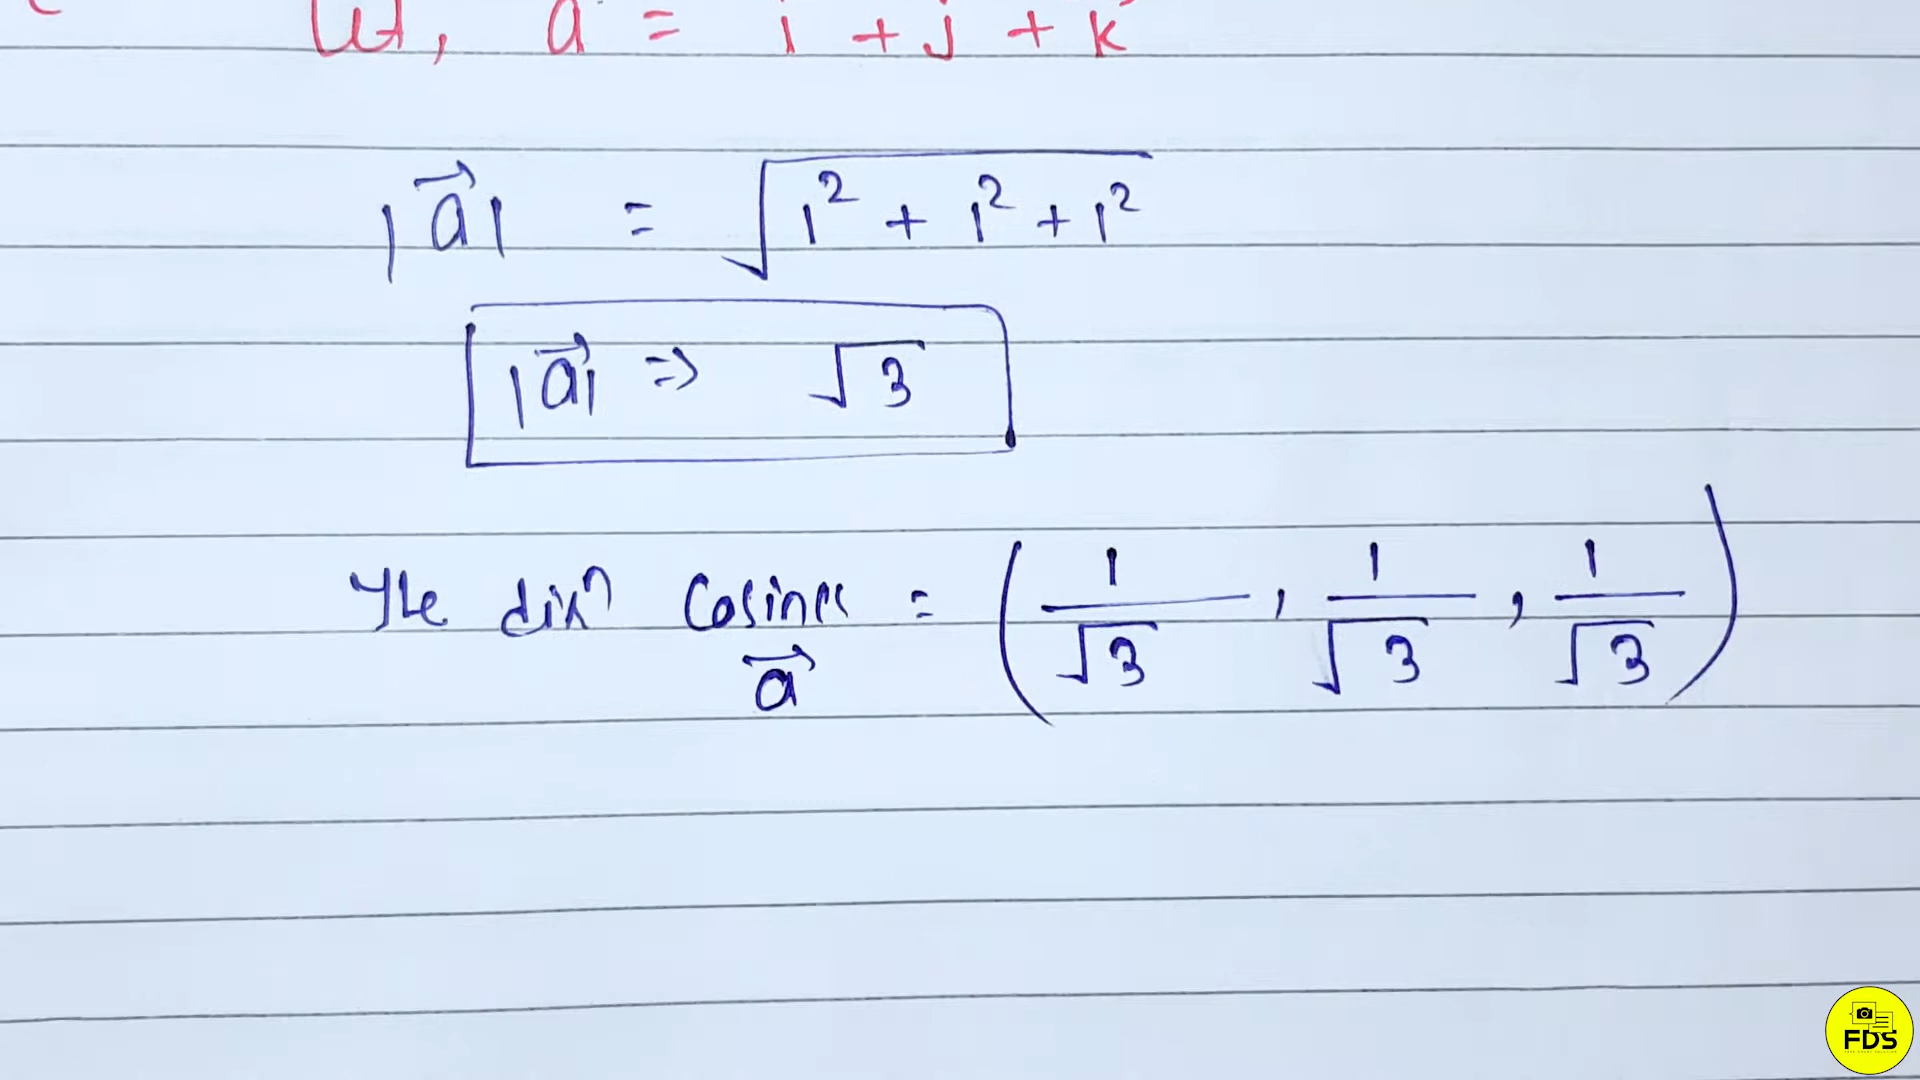 Let, a = i + j + k
|a⃗| = √(1² + 1² + 1²)
|a⃗| ⇒ √3
The dirⁿ Cosines = (1/√3, 1/√3, 1/√3)
a⃗
FDS